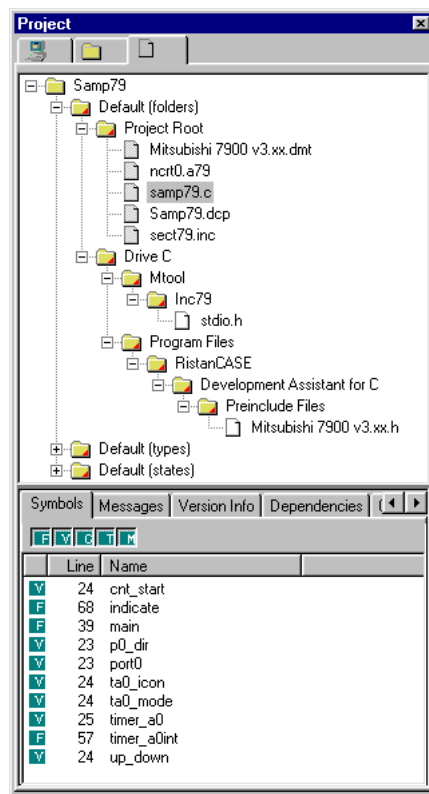 Project
Samp79
Default (folders)
Project Root
Mitsubishi 7900 v3.xx.dmt
ncrt0.a79
samp79.c
Samp79.dcp
sect79.inc
Drive C
Mtool
Inc79
stdio.h
Program Files
RistanCASE
Development Assistant for C
Preinclude Files
Mitsubishi 7900 v3.xx.h
Default (types)
Default (states)
Symbols Messages Version Info Dependencies
F V C T M
Line Name
V 24 cnt_start
F 68 indicate
F 39 main
V 23 p0_dir
V 23 port0
V 24 ta0_icon
V 24 ta0_mode
V 25 timer_a0
F 57 timer_a0int
V 24 up_down